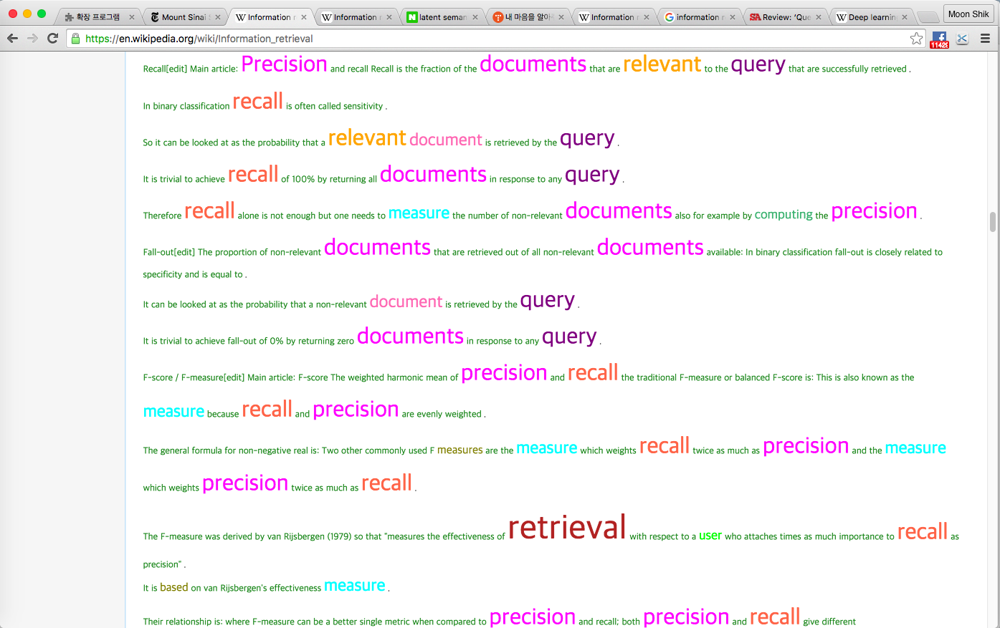 확장 프로그램
Mount Sinai
Information r
Information r
latent seman
내 마음을 알아
Information r
information r
Review: ‘Que
Deep learning
Moon Shik
https://en.wikipedia.org/wiki/Information_retrieval
Recall[edit] Main article: Precision and recall Recall is the fraction of the documents that are relevant to the query that are successfully retrieved .
In binary classification recall is often called sensitivity .
So it can be looked at as the probability that a relevant document is retrieved by the query .
It is trivial to achieve recall of 100% by returning all documents in response to any query .
Therefore recall alone is not enough but one needs to measure the number of non-relevant documents also for example by computing the precision .
Fall-out[edit] The proportion of non-relevant documents that are retrieved out of all non-relevant documents available: In binary classification fall-out is closely related to
specificity and is equal to .
It can be looked at as the probability that a non-relevant document is retrieved by the query .
It is trivial to achieve fall-out of 0% by returning zero documents in response to any query .
F-score / F-measure[edit] Main article: F-score The weighted harmonic mean of precision and recall the traditional F-measure or balanced F-score is: This is also known as the
measure because recall and precision are evenly weighted .
The general formula for non-negative real is: Two other commonly used F measures are the measure which weights recall twice as much as precision and the measure
which weights precision twice as much as recall .
The F-measure was derived by van Rijsbergen (1979) so that "measures the effectiveness of retrieval with respect to a user who attaches times as much importance to recall as
precision" .
It is based on van Rijsbergen's effectiveness measure .
Their relationship is: where F-measure can be a better single metric when compared to precision and recall; both precision and recall give different